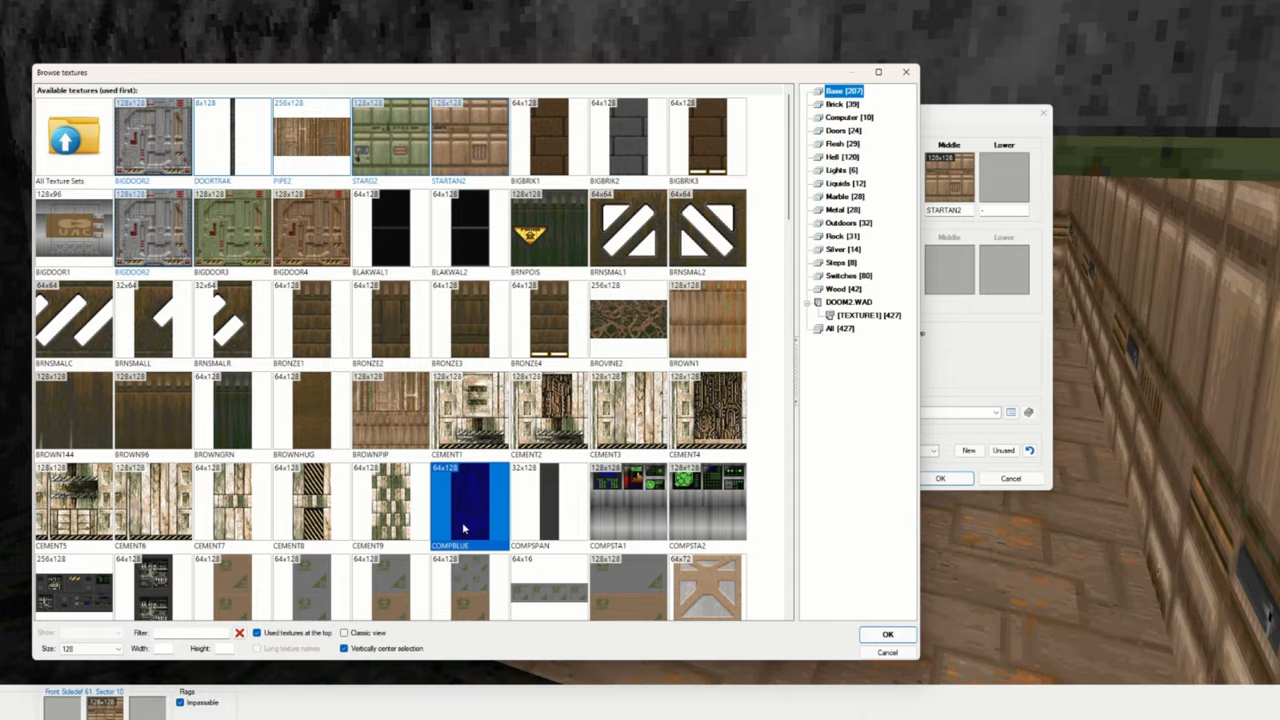 Browse textures
Available textures (used first):
128x128 8x128 256x128 128x128 128x128 64x128 64x128 64x128
All Texture Sets BIGDOOR2 DOORTRAK PIPE2 STARG2 STARTAN2 BIGBRIK1 BIGBRIK2 BIGBRIK3
128x96 128x128 128x128 128x128 64x128 64x128 128x128 64x64 64x64
UAC
BIGDOOR1 BIGDOOR2 BIGDOOR3 BIGDOOR4 BLAKWAL1 BLAKWAL2 BRNPOIS BRNSMAL1 BRNSMAL2
64x64 32x64 32x64 64x128 64x128 64x128 64x128 256x128 128x128
BRNSMALC BRNSMALL BRNSMALR BRONZE1 BRONZE2 BRONZE3 BRONZE4 BROVINE2 BROWN1
128x128 128x128 64x128 64x128 128x128 128x128 128x128 128x128 128x128
BROWN144 BROWN96 BROWNGRN BROWNHUG BROWNPIP CEMENT1 CEMENT2 CEMENT3 CEMENT4
128x128 128x128 64x128 64x128 64x128 64x128 32x128 128x128 128x128
CEMENT5 CEMENT6 CEMENT7 CEMENT8 CEMENT9 COMPBLUE COMPSPAN COMPSTA1 COMPSTA2
256x128 64x128 64x128 64x128 64x128 64x128 64x16 128x128 64x72
Show: Filter: Used textures at the top Classic view
Size: 128 Width: Height: Long texture names Vertically center selection
OK
Cancel
Base [207]
Brick [39]
Computer [10]
Doors [24]
Flesh [29]
Hell [120]
Lights [6]
Liquids [12]
Marble [28]
Metal [28]
Outdoors [32]
Rock [31]
Silver [14]
Steps [8]
Switches [80]
Wood [42]
DOOM2.WAD
[TEXTURE1] [427]
All [427]
Middle Lower
128x128
STARTAN2 -
Middle Lower
New Unused
OK Cancel
Front Sidedef 61, Sector 10
128x128
Flags
Impassable